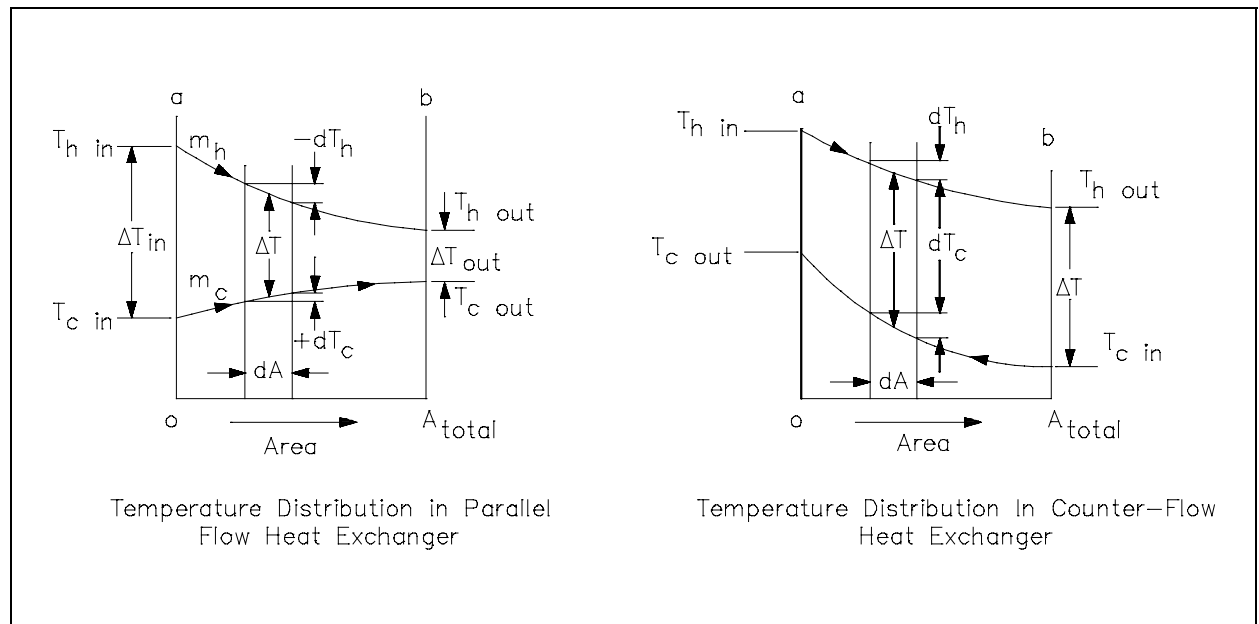 a
b
T_h in
m_h
-dT_h
T_h out
ΔT_in
ΔT
ΔT_out
m_c
T_c in
T_c out
+dT_c
dA
o
A_total
Area
Temperature Distribution in Parallel
Flow Heat Exchanger
a
b
T_h in
dT_h
T_h out
T_c out
ΔT
dT_c
ΔT
T_c in
dA
o
A_total
Area
Temperature Distribution In Counter-Flow
Heat Exchanger